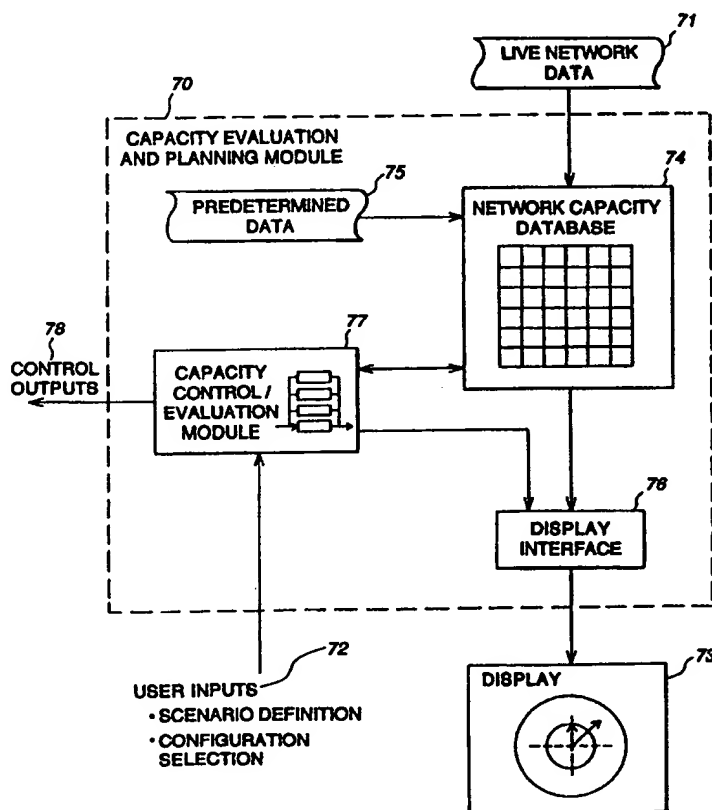 71
LIVE NETWORK
DATA
70
CAPACITY EVALUATION
AND PLANNING MODULE
75
PREDETERMINED
DATA
74
NETWORK CAPACITY
DATABASE
78
CONTROL
OUTPUTS
77
CAPACITY
CONTROL /
EVALUATION
MODULE
76
DISPLAY
INTERFACE
72
USER INPUTS
• SCENARIO DEFINITION
• CONFIGURATION
SELECTION
73
DISPLAY